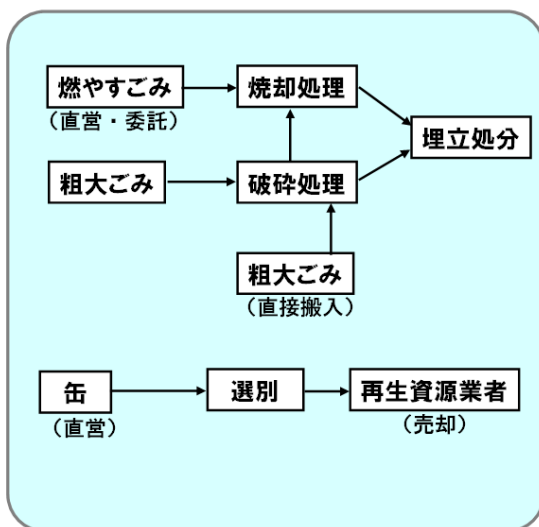 燃やすごみ
(直営・委託)
焼却処理
埋立処分
粗大ごみ
破砕処理
粗大ごみ
(直接搬入)
缶
(直営)
選別
再生資源業者
(売却)